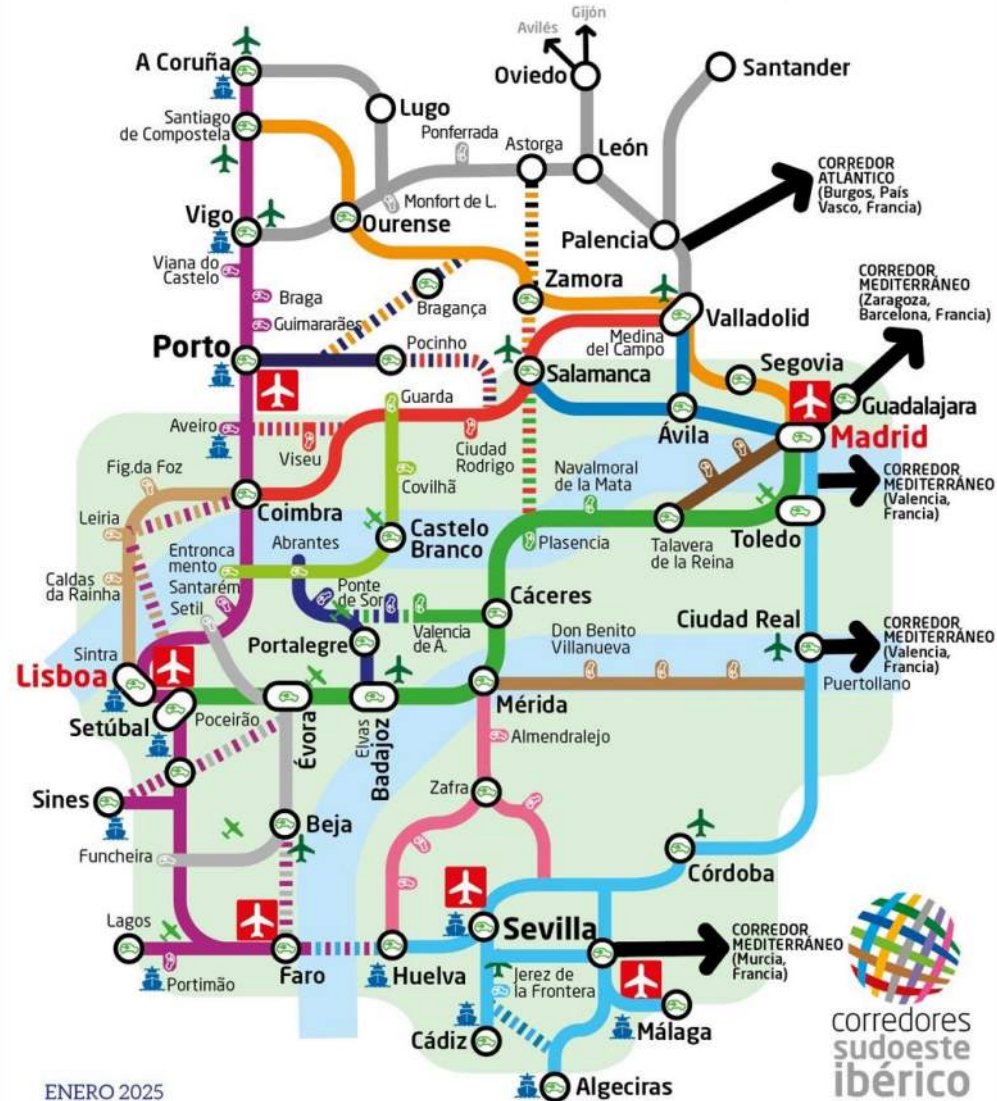 Gijón
Avilés
A Coruña
Oviedo
Santander
Lugo
Santiago
de Compostela
Ponferrada
Astorga
León
CORREDOR
ATLÁNTICO
(Burgos, País
Vasco, Francia)
Monfort de L.
Vigo
Ourense
Palencia
Viana do
Castelo
Zamora
CORREDOR
MEDITERRÁNEO
(Zaragoza,
Barcelona, Francia)
Braga
Bragança
Guimararães
Valladolid
Porto
Pocinho
Medina
del Campo
Segovia
Salamanca
Guarda
Guadalajara
Aveiro
Ávila
Madrid
Viseu
Ciudad
Rodrigo
Fig.da Foz
Covilhã
Navalmoral
de la Mata
CORREDOR
MEDITERRÁNEO
(Valencia,
Francia)
Coimbra
Leiria
Castelo
Branco
Toledo
Plasencia
Talavera
de la Reina
Entronca
mento
Abrantes
Caldas
da Rainha
Santarém
Ponte
de Sor
Setil
Cáceres
Ciudad Real
CORREDOR
MEDITERRÁNEO
(Valencia,
Francia)
Portalegre
Valencia
de A.
Don Benito
Villanueva
Sintra
Lisboa
Puertollano
Mérida
Setúbal
Poceirão
Évora
Elvas
Badajoz
Almendralejo
Zafra
Sines
Beja
Funcheira
Córdoba
Lagos
Sevilla
CORREDOR
MEDITERRÁNEO
(Murcia,
Francia)
Portimão
Faro
Huelva
Jerez de
la Frontera
Málaga
Cádiz
corredores
sudoeste
ibérico
Algeciras
ENERO 2025